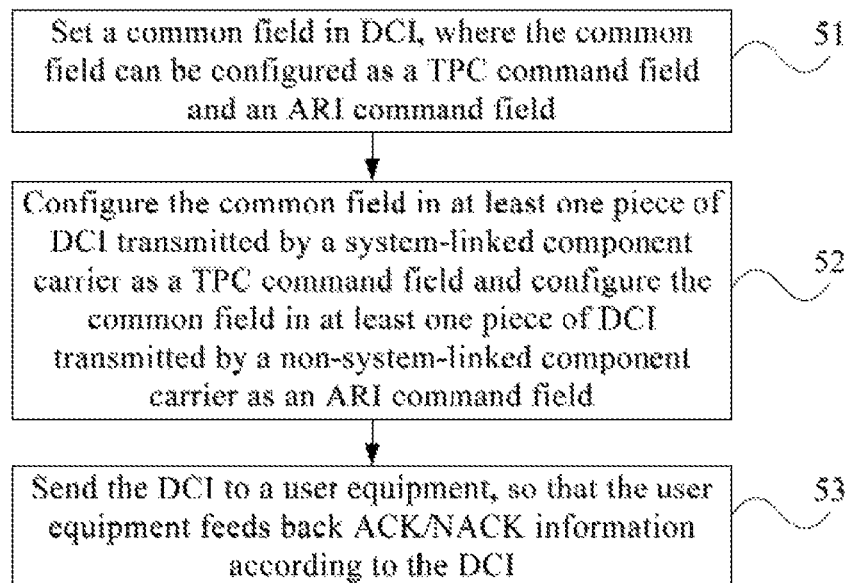 Set a common field in DCI, where the common
field can be configured as a TPC command field
and an ARI command field
51
Configure the common field in at least one piece of
DCI transmitted by a system-linked component
carrier as a TPC command field and configure the
common field in at least one piece of DCI
transmitted by a non-system-linked component
carrier as an ARI command field
52
Send the DCI to a user equipment, so that the user
equipment feeds back ACK/NACK information
according to the DCI
53